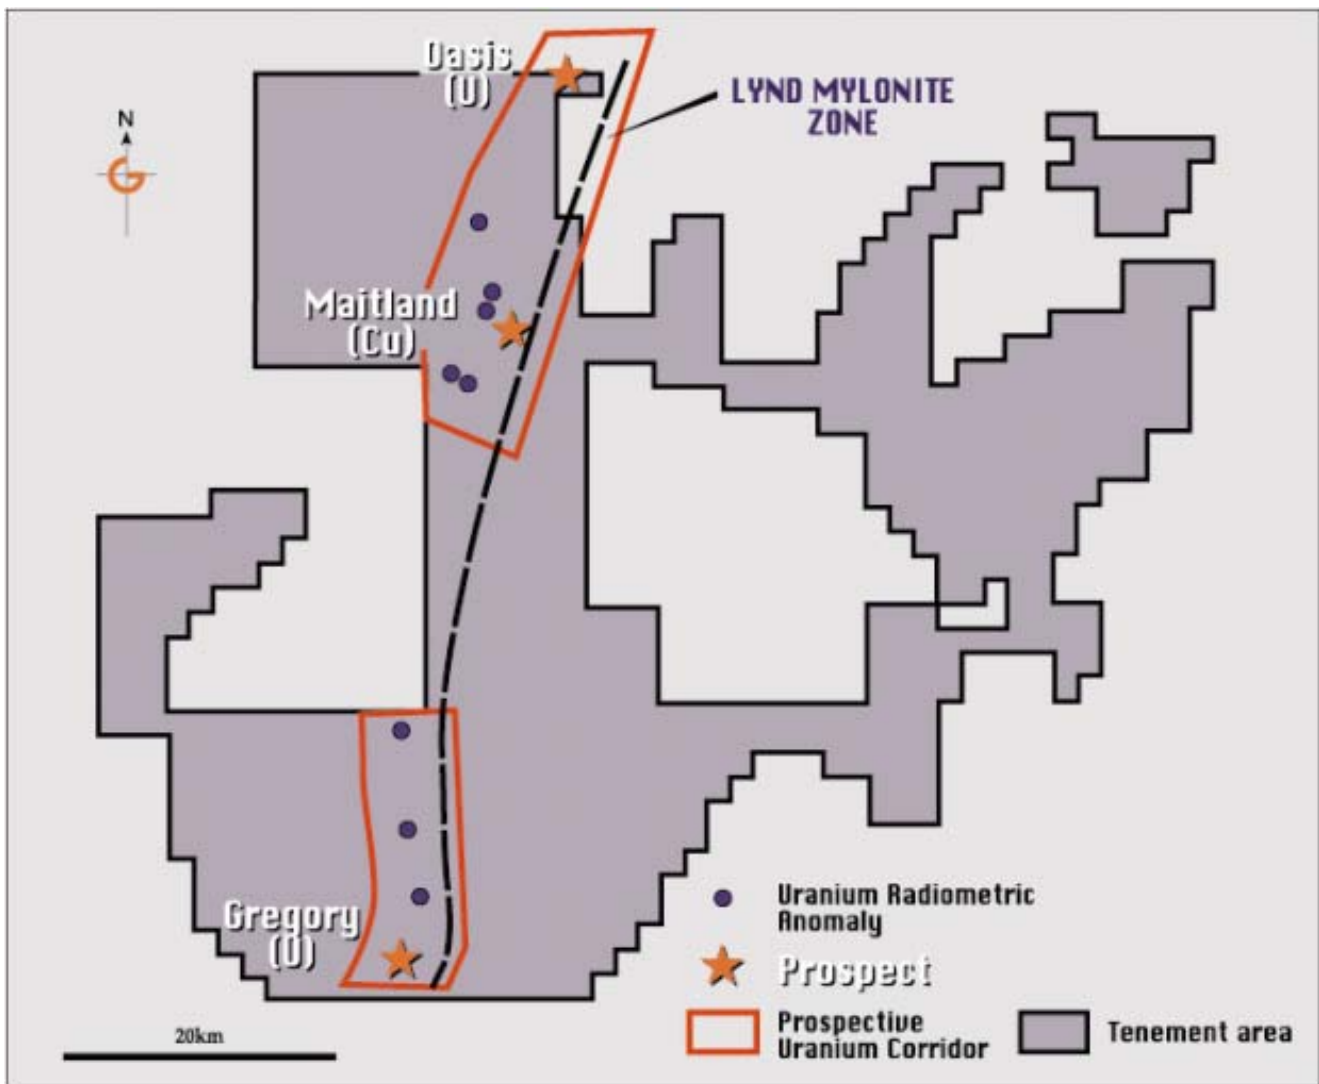 Oasis
(U)
LYND MYLONITE
ZONE
N
Maitland
(Cu)
Gregory
(U)
Uranium Radiometric
Anomaly
Prospect
Prospective
Uranium Corridor
Tenement area
20km